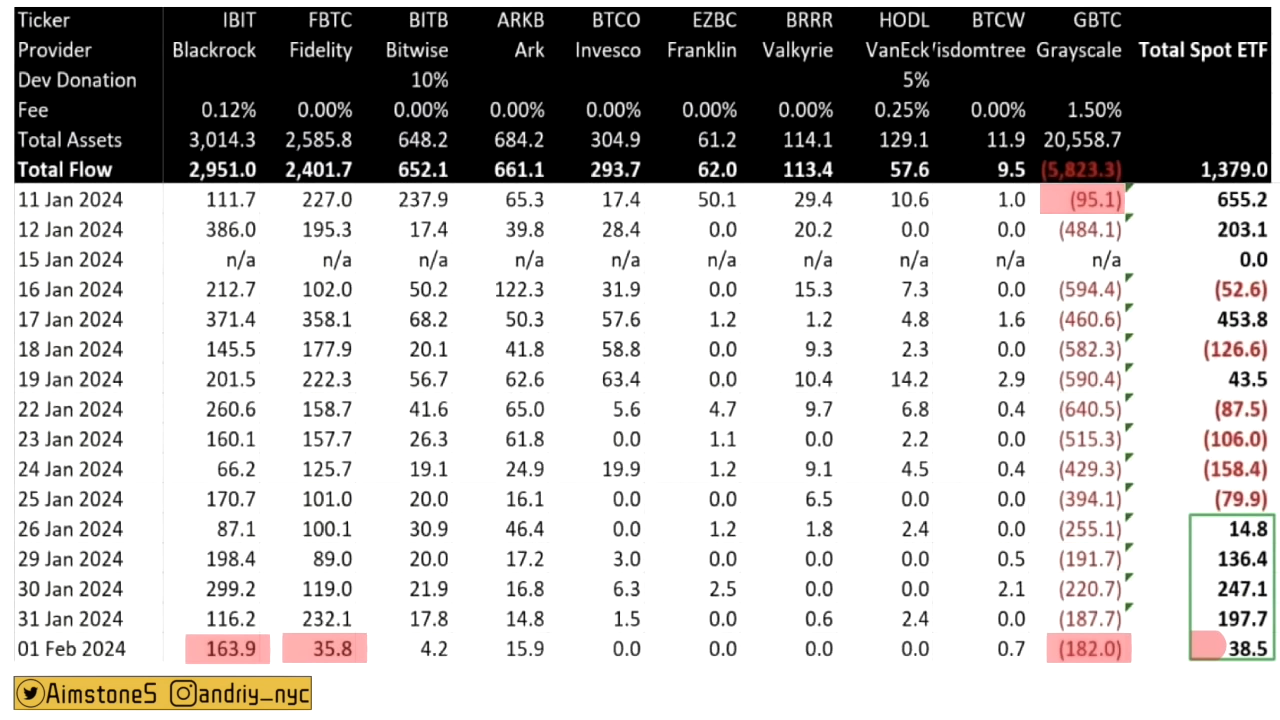 Ticker IBIT FBTC BITB ARKB BTCO EZBC BRRR HODL BTCW GBTC
Provider Blackrock Fidelity Bitwise Ark Invesco Franklin Valkyrie VanEck 'isdomtree Grayscale Total Spot ETF
Dev Donation 10% 5%
Fee 0.12% 0.00% 0.00% 0.00% 0.00% 0.00% 0.00% 0.25% 0.00% 1.50%
Total Assets 3,014.3 2,585.8 648.2 684.2 304.9 61.2 114.1 129.1 11.9 20,558.7
Total Flow 2,951.0 2,401.7 652.1 661.1 293.7 62.0 113.4 57.6 9.5 (5,823.3) 1,379.0
11 Jan 2024 111.7 227.0 237.9 65.3 17.4 50.1 29.4 10.6 1.0 (95.1) 655.2
12 Jan 2024 386.0 195.3 17.4 39.8 28.4 0.0 20.2 0.0 0.0 (484.1) 203.1
15 Jan 2024 n/a n/a n/a n/a n/a n/a n/a n/a n/a n/a 0.0
16 Jan 2024 212.7 102.0 50.2 122.3 31.9 0.0 15.3 7.3 0.0 (594.4) (52.6)
17 Jan 2024 371.4 358.1 68.2 50.3 57.6 1.2 1.2 4.8 1.6 (460.6) 453.8
18 Jan 2024 145.5 177.9 20.1 41.8 58.8 0.0 9.3 2.3 0.0 (582.3) (126.6)
19 Jan 2024 201.5 222.3 56.7 62.6 63.4 0.0 10.4 14.2 2.9 (590.4) 43.5
22 Jan 2024 260.6 158.7 41.6 65.0 5.6 4.7 9.7 6.8 0.4 (640.5) (87.5)
23 Jan 2024 160.1 157.7 26.3 61.8 0.0 1.1 0.0 2.2 0.0 (515.3) (106.0)
24 Jan 2024 66.2 125.7 19.1 24.9 19.9 1.2 9.1 4.5 0.4 (429.3) (158.4)
25 Jan 2024 170.7 101.0 20.0 16.1 0.0 0.0 6.5 0.0 0.0 (394.1) (79.9)
26 Jan 2024 87.1 100.1 30.9 46.4 0.0 1.2 1.8 2.4 0.0 (255.1) 14.8
29 Jan 2024 198.4 89.0 20.0 17.2 3.0 0.0 0.0 0.0 0.5 (191.7) 136.4
30 Jan 2024 299.2 119.0 21.9 16.8 6.3 2.5 0.0 0.0 2.1 (220.7) 247.1
31 Jan 2024 116.2 232.1 17.8 14.8 1.5 0.0 0.6 2.4 0.0 (187.7) 197.7
01 Feb 2024 163.9 35.8 4.2 15.9 0.0 0.0 0.0 0.0 0.7 (182.0) 38.5
AimstoneS andriy_nyc